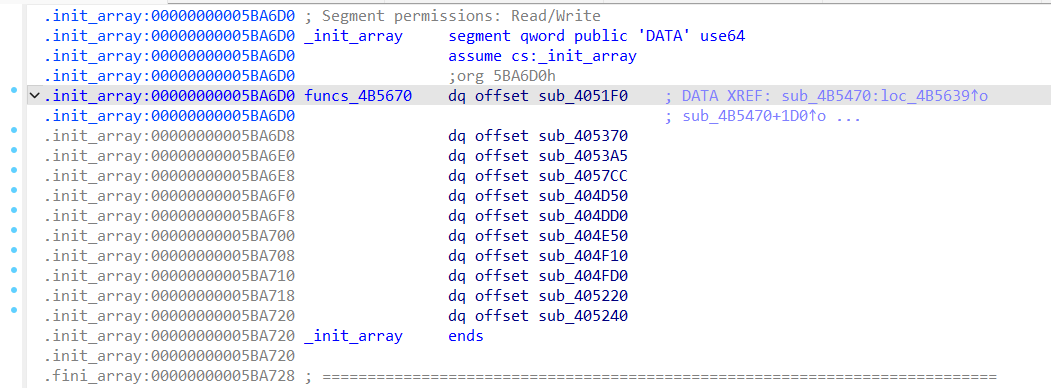 .init_array:00000000005BA6D0 ; Segment permissions: Read/Write
.init_array:00000000005BA6D0 _init_array segment qword public 'DATA' use64
.init_array:00000000005BA6D0 assume cs:_init_array
.init_array:00000000005BA6D0 ;org 5BA6D0h
.init_array:00000000005BA6D0 funcs_4B5670 dq offset sub_4051F0 ; DATA XREF: sub_4B5470:loc_4B5639↑o
.init_array:00000000005BA6D0 ; sub_4B5470+1D0↑o ...
.init_array:00000000005BA6D8 dq offset sub_405370
.init_array:00000000005BA6E0 dq offset sub_4053A5
.init_array:00000000005BA6E8 dq offset sub_4057CC
.init_array:00000000005BA6F0 dq offset sub_404D50
.init_array:00000000005BA6F8 dq offset sub_404DD0
.init_array:00000000005BA700 dq offset sub_404E50
.init_array:00000000005BA708 dq offset sub_404F10
.init_array:00000000005BA710 dq offset sub_404FD0
.init_array:00000000005BA718 dq offset sub_405220
.init_array:00000000005BA720 dq offset sub_405240
.init_array:00000000005BA720 _init_array ends
.init_array:00000000005BA720
.fini_array:00000000005BA728 ; ===========================================================================